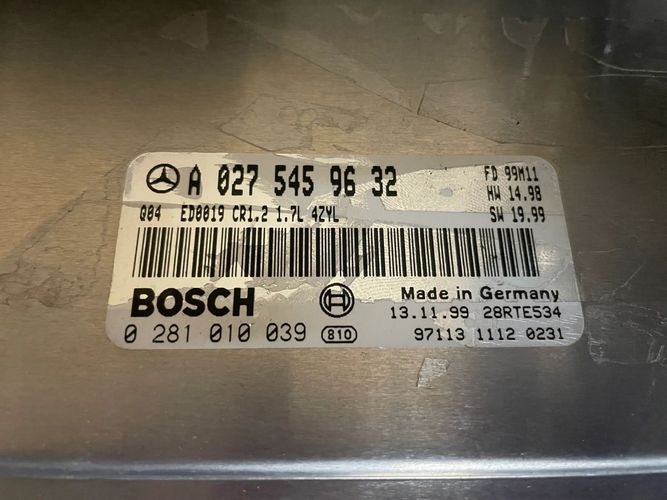 A 027 545 96 32
FD 99M11
HW 14.98
Q04 ED0019 CR1.2 1.7L 4ZYL
SW 19.99
BOSCH
Made in Germany
13.11.99 28RTE534
0 281 010 039 810
97113 1112 0231